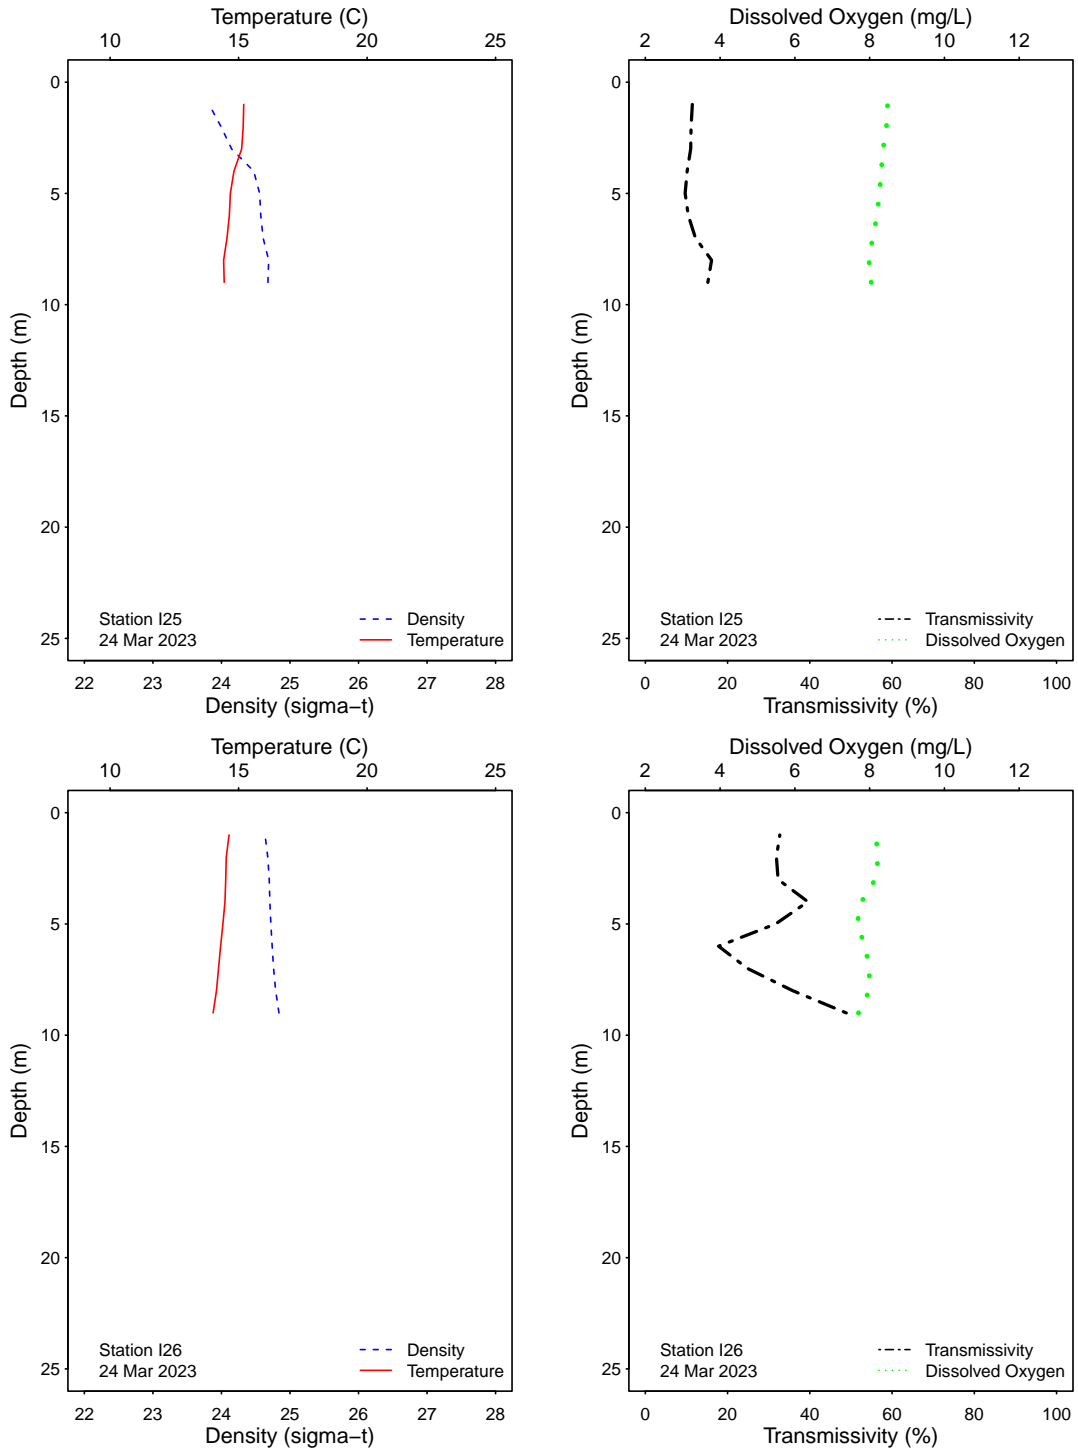 Temperature (C)
10 15 20 25
0
5
10
15
20
25
Depth (m)
Station I25
24 Mar 2023
Density
Temperature
22 23 24 25 26 27 28
Density (sigma−t)
Dissolved Oxygen (mg/L)
2 4 6 8 10 12
0
5
10
15
20
25
Depth (m)
Station I25
24 Mar 2023
Transmissivity
Dissolved Oxygen
0 20 40 60 80 100
Transmissivity (%)
Temperature (C)
10 15 20 25
0
5
10
15
20
25
Depth (m)
Station I26
24 Mar 2023
Density
Temperature
22 23 24 25 26 27 28
Density (sigma−t)
Dissolved Oxygen (mg/L)
2 4 6 8 10 12
0
5
10
15
20
25
Depth (m)
Station I26
24 Mar 2023
Transmissivity
Dissolved Oxygen
0 20 40 60 80 100
Transmissivity (%)